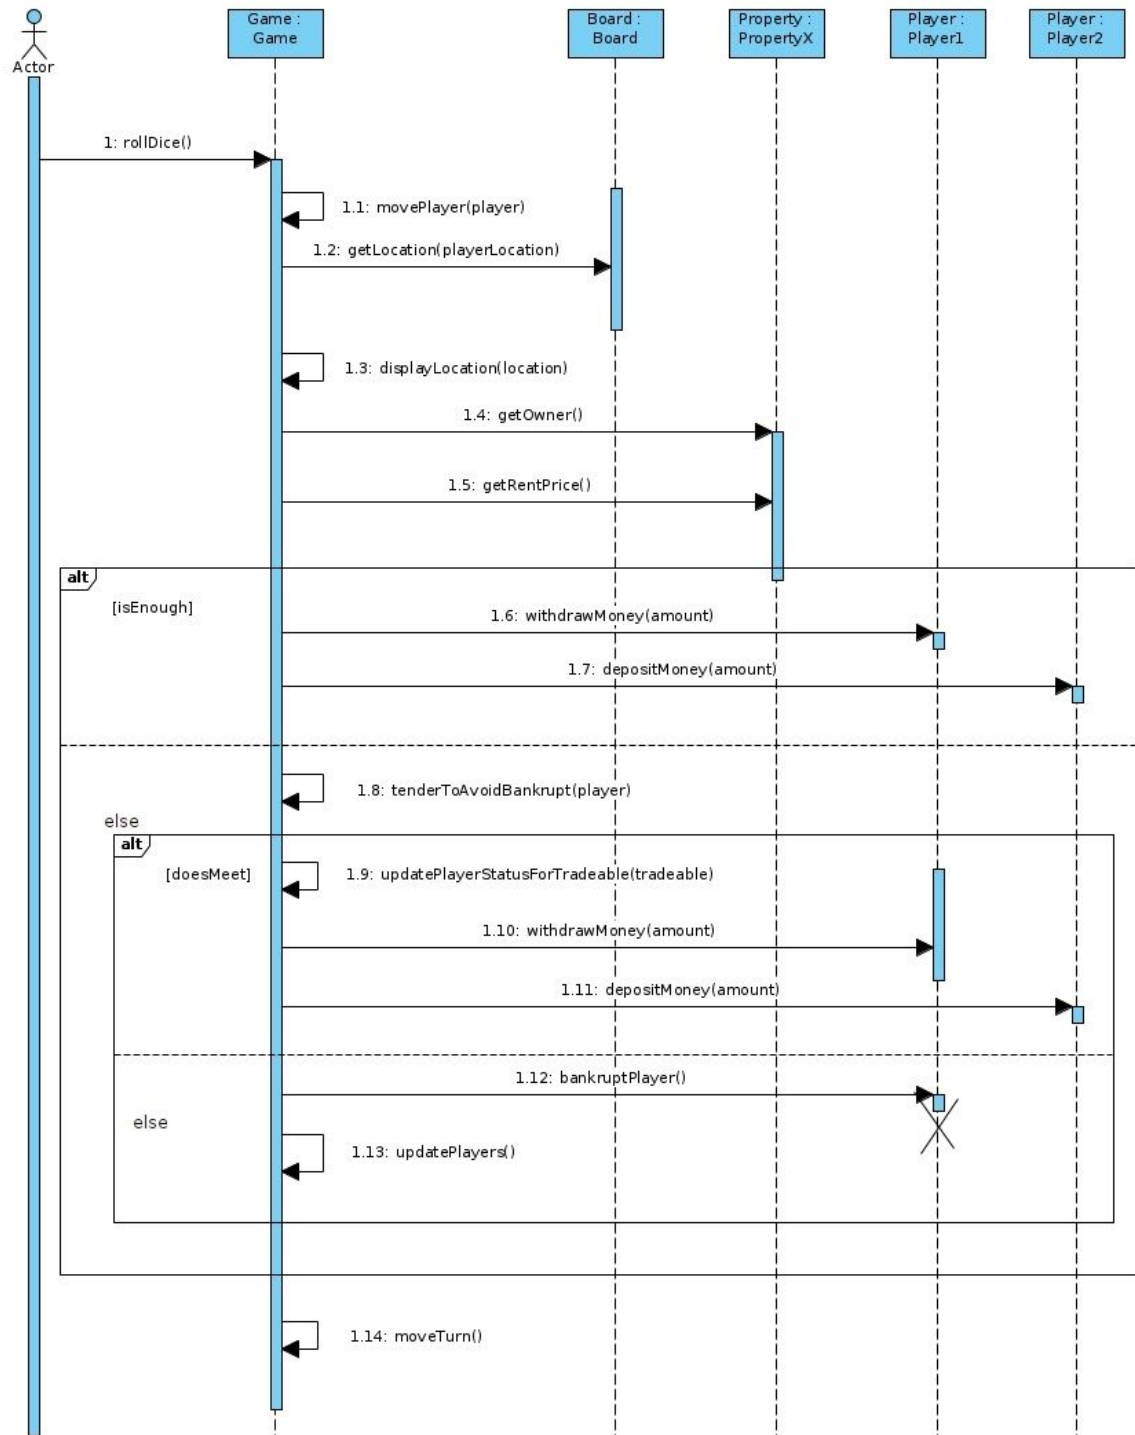 Game :
Game
Board :
Board
Property :
PropertyX
Player :
Player1
Player :
Player2
Actor
1: rollDice()
1.1: movePlayer(player)
1.2: getLocation(playerLocation)
1.3: displayLocation(location)
1.4: getOwner()
1.5: getRentPrice()
alt
[isEnough]
1.6: withdrawMoney(amount)
1.7: depositMoney(amount)
1.8: tenderToAvoidBankrupt(player)
else
alt
[doesMeet]
1.9: updatePlayerStatusForTradeable(tradeable)
1.10: withdrawMoney(amount)
1.11: depositMoney(amount)
1.12: bankruptPlayer()
else
1.13: updatePlayers()
1.14: moveTurn()